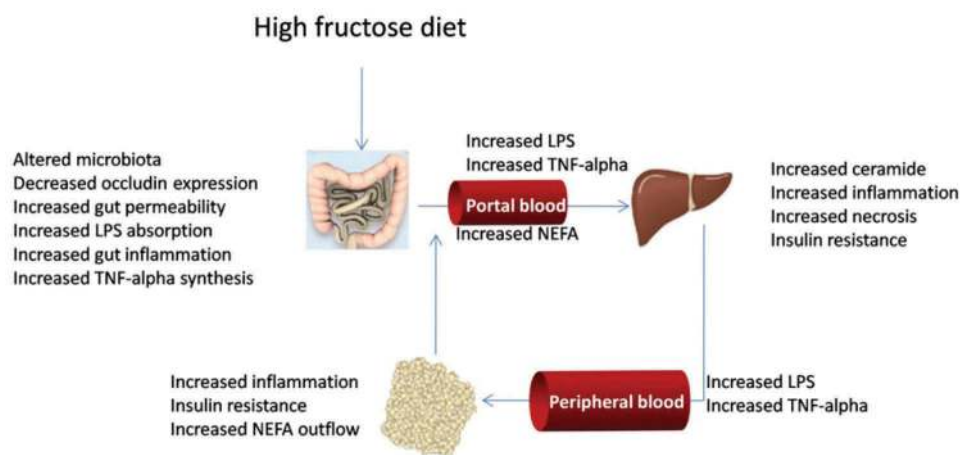 High fructose diet
Altered microbiota
Decreased occludin expression
Increased gut permeability
Increased LPS absorption
Increased gut inflammation
Increased TNF-alpha synthesis
Increased LPS
Increased TNF-alpha
Portal blood
Increased NEFA
Increased ceramide
Increased inflammation
Increased necrosis
Insulin resistance
Increased inflammation
Insulin resistance
Increased NEFA outflow
Peripheral blood
Increased LPS
Increased TNF-alpha